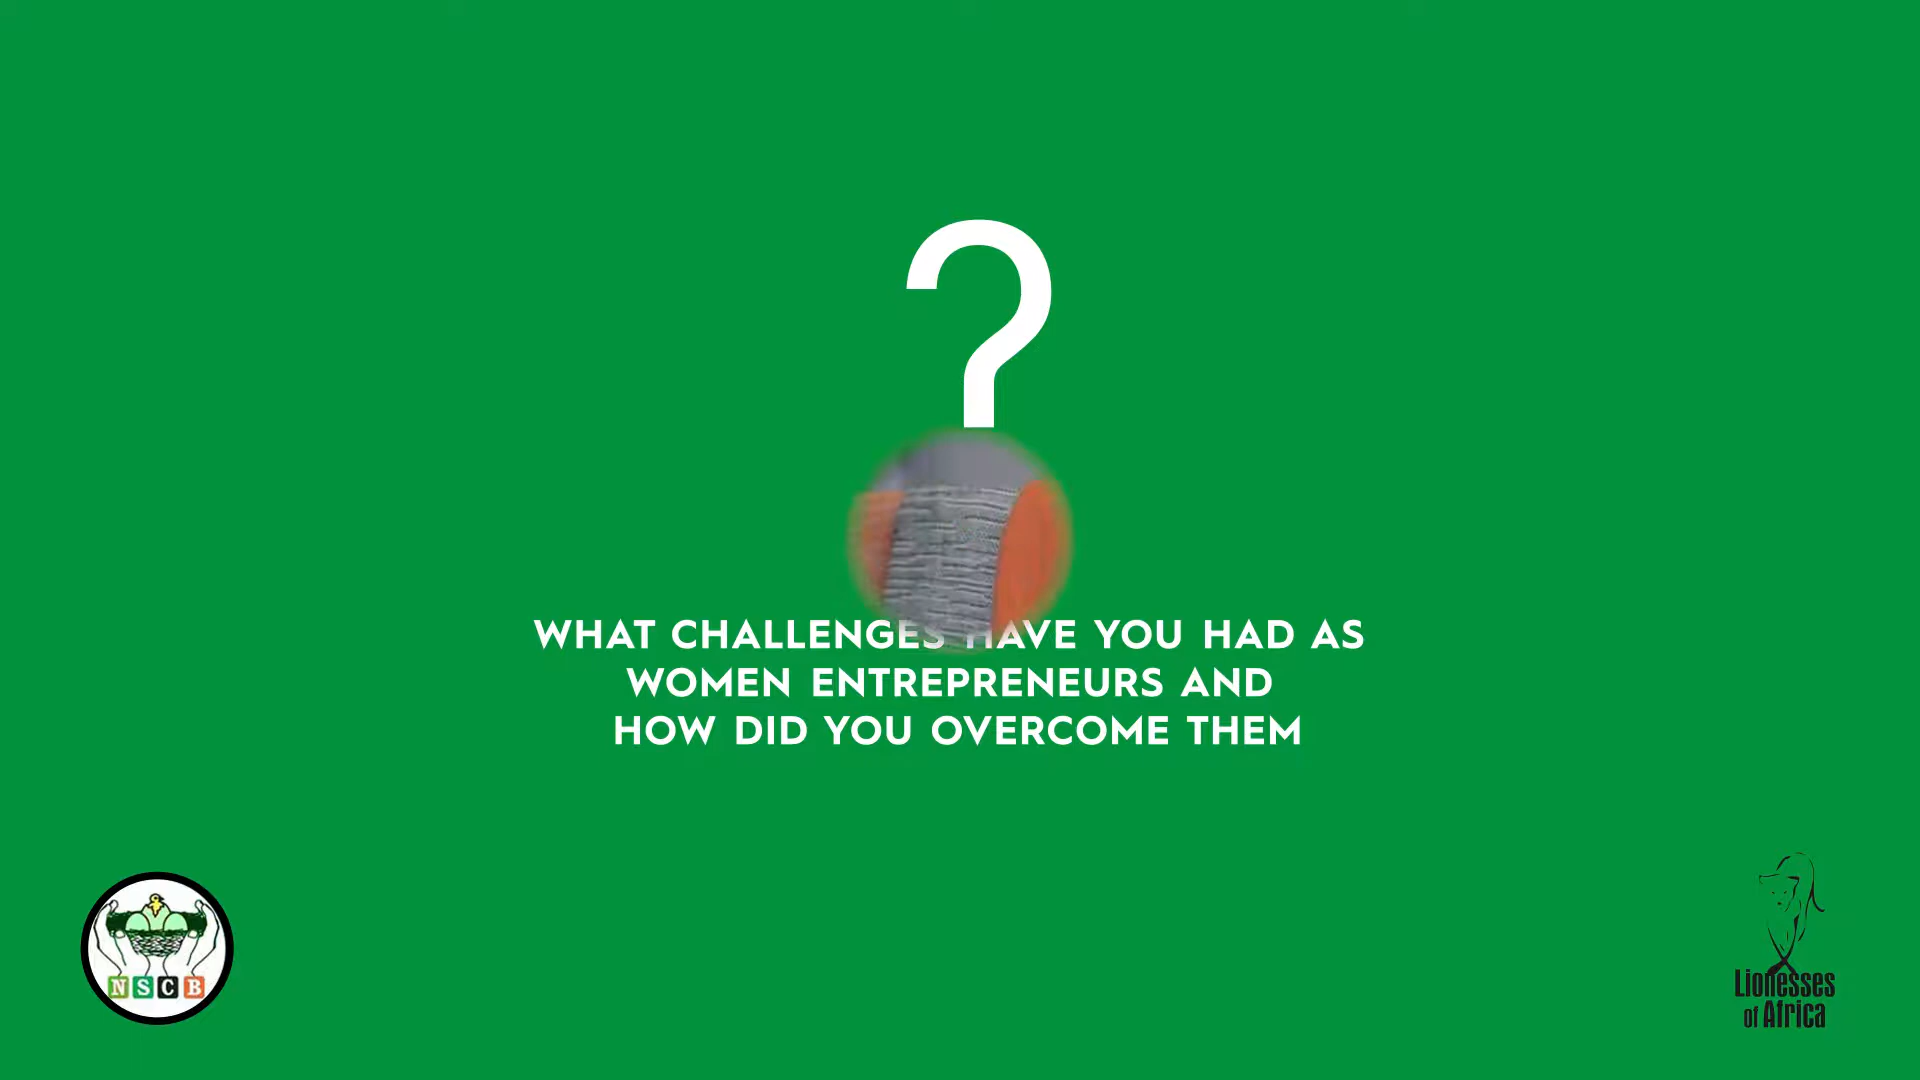 ?
WHAT CHALLENGES HAVE YOU HAD AS
WOMEN ENTREPRENEURS AND
HOW DID YOU OVERCOME THEM
NSCB
Lionesses
of Africa